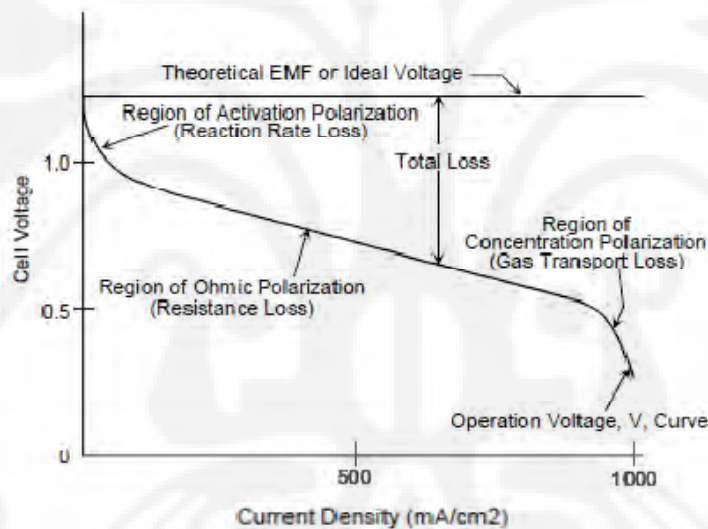 Theoretical EMF or Ideal Voltage
Region of Activation Polarization
(Reaction Rate Loss)
1.0
Total Loss
Cell Voltage
Region of
Concentration Polarization
(Gas Transport Loss)
Region of Ohmic Polarization
(Resistance Loss)
0.5
Operation Voltage, V, Curve
0
500
1000
Current Density (mA/cm2)